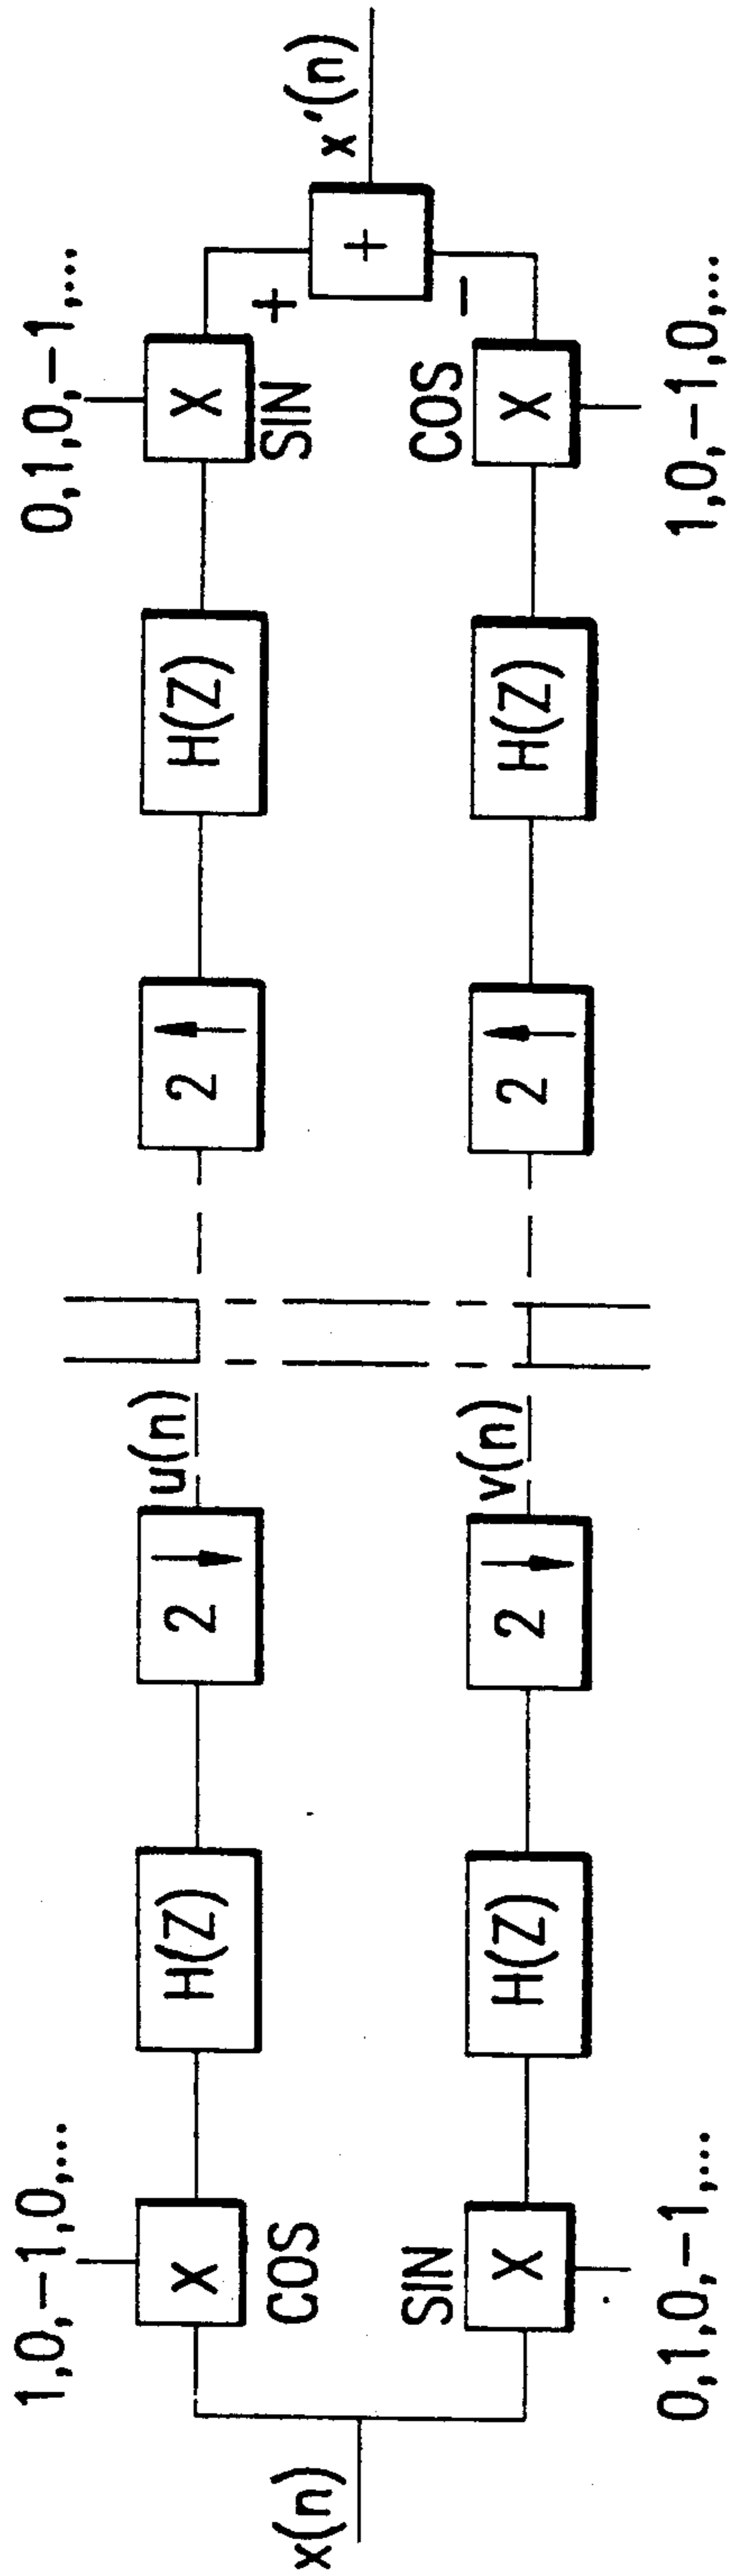 x(n)
1,0,-1,0,...
X
COS
H(Z)
2
u(n)
2
H(Z)
0,1,0,-1,...
X
SIN
+
+
x'(n)
SIN
X
0,1,0,-1,...
H(Z)
2
v(n)
2
H(Z)
COS
X
1,0,-1,0,...
-